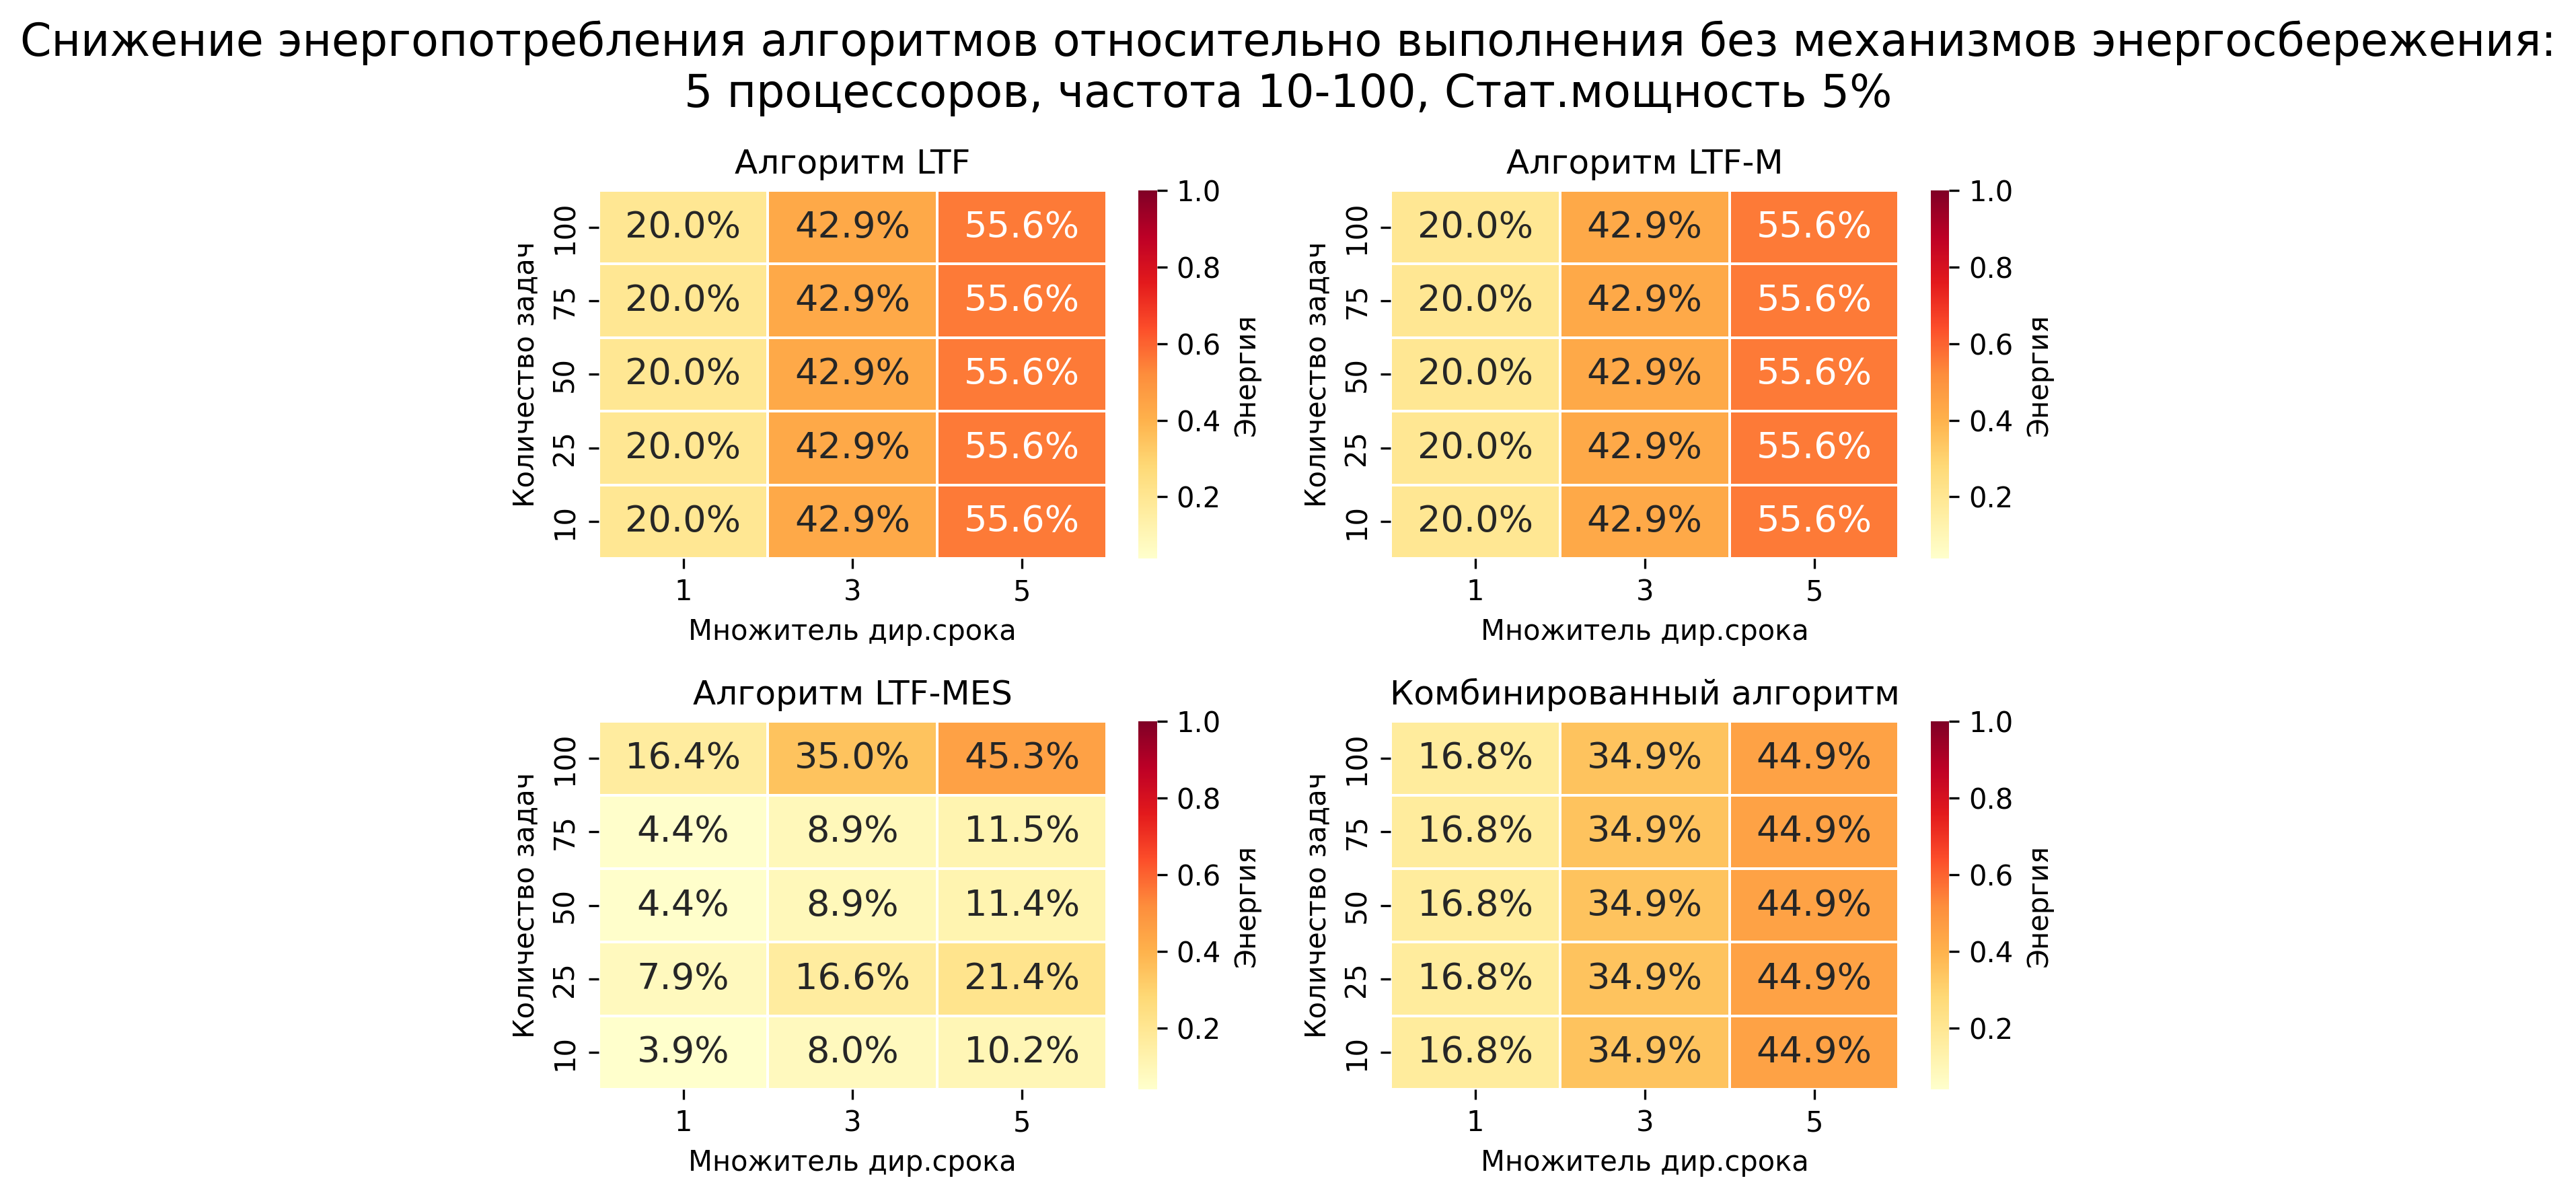 Снижение энергопотребления алгоритмов относительно выполнения без механизмов энергосбережения:
5 процессоров, частота 10-100, Стат.мощность 5%
Алгоритм LTF
Количество задач
100
75
50
25
10
20.0% 42.9% 55.6%
20.0% 42.9% 55.6%
20.0% 42.9% 55.6%
20.0% 42.9% 55.6%
20.0% 42.9% 55.6%
1 3 5
Множитель дир.срока
1.0
0.8
0.6
0.4
0.2
Энергия
Алгоритм LTF-M
Количество задач
100
75
50
25
10
20.0% 42.9% 55.6%
20.0% 42.9% 55.6%
20.0% 42.9% 55.6%
20.0% 42.9% 55.6%
20.0% 42.9% 55.6%
1 3 5
Множитель дир.срока
1.0
0.8
0.6
0.4
0.2
Энергия
Алгоритм LTF-MES
Количество задач
100
75
50
25
10
16.4% 35.0% 45.3%
4.4% 8.9% 11.5%
4.4% 8.9% 11.4%
7.9% 16.6% 21.4%
3.9% 8.0% 10.2%
1 3 5
Множитель дир.срока
1.0
0.8
0.6
0.4
0.2
Энергия
Комбинированный алгоритм
Количество задач
100
75
50
25
10
16.8% 34.9% 44.9%
16.8% 34.9% 44.9%
16.8% 34.9% 44.9%
16.8% 34.9% 44.9%
16.8% 34.9% 44.9%
1 3 5
Множитель дир.срока
1.0
0.8
0.6
0.4
0.2
Энергия